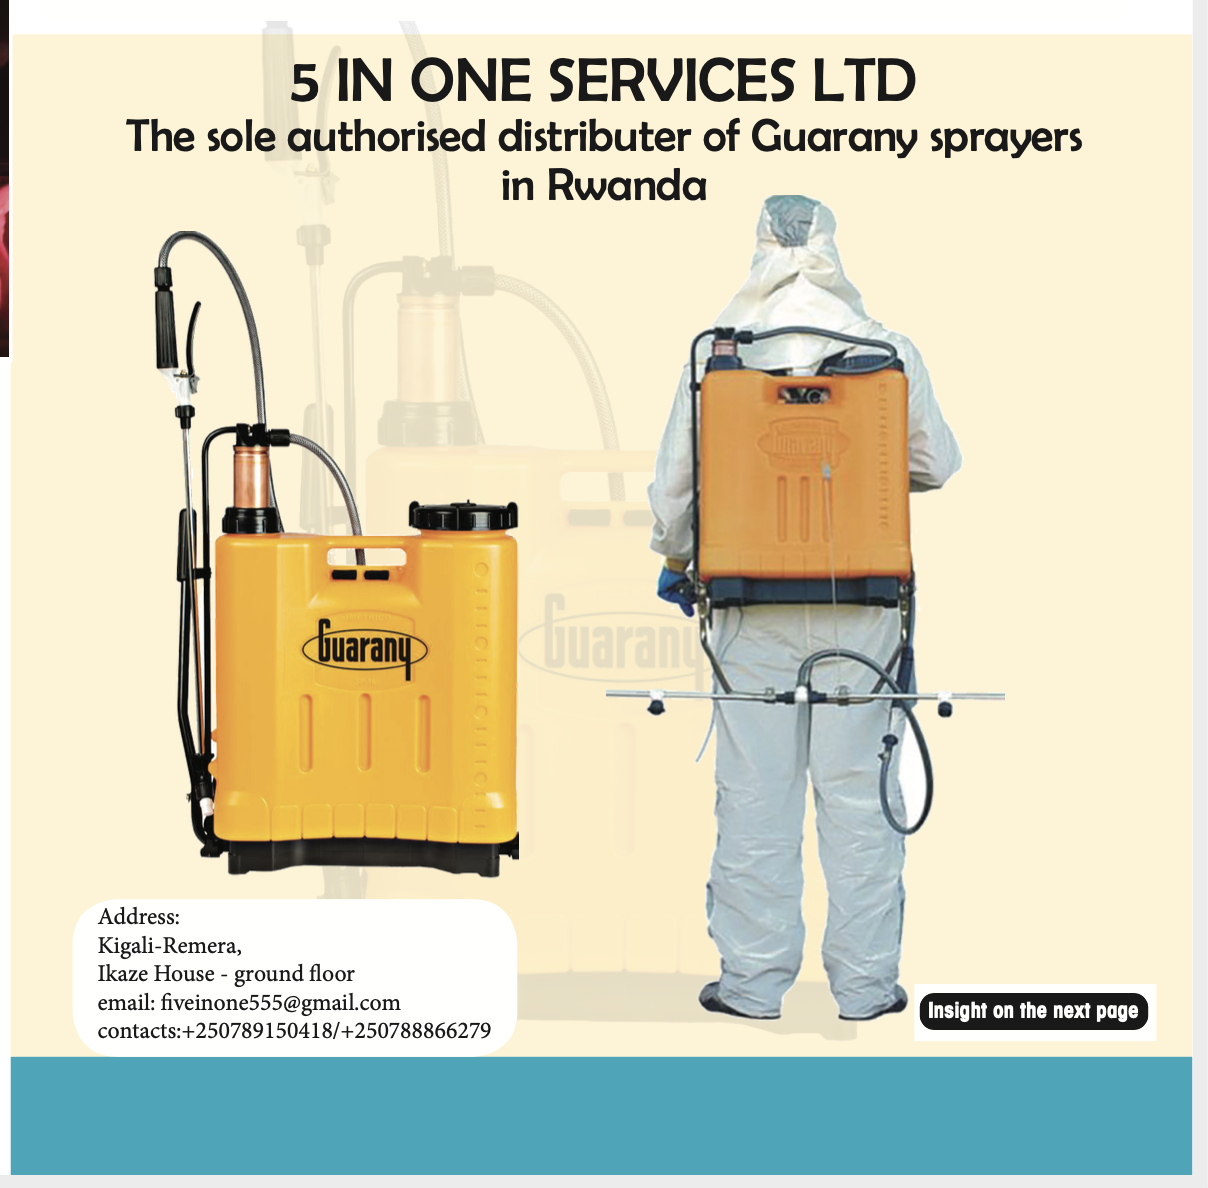 5 IN ONE SERVICES LTD
The sole authorised distributer of Guarany sprayers
in Rwanda
Guarany
Guarany
Guarany
Address:
Kigali-Remera,
Ikaze House - ground floor
email: fiveinone555@gmail.com
contacts:+250789150418/+250788866279
Insight on the next page